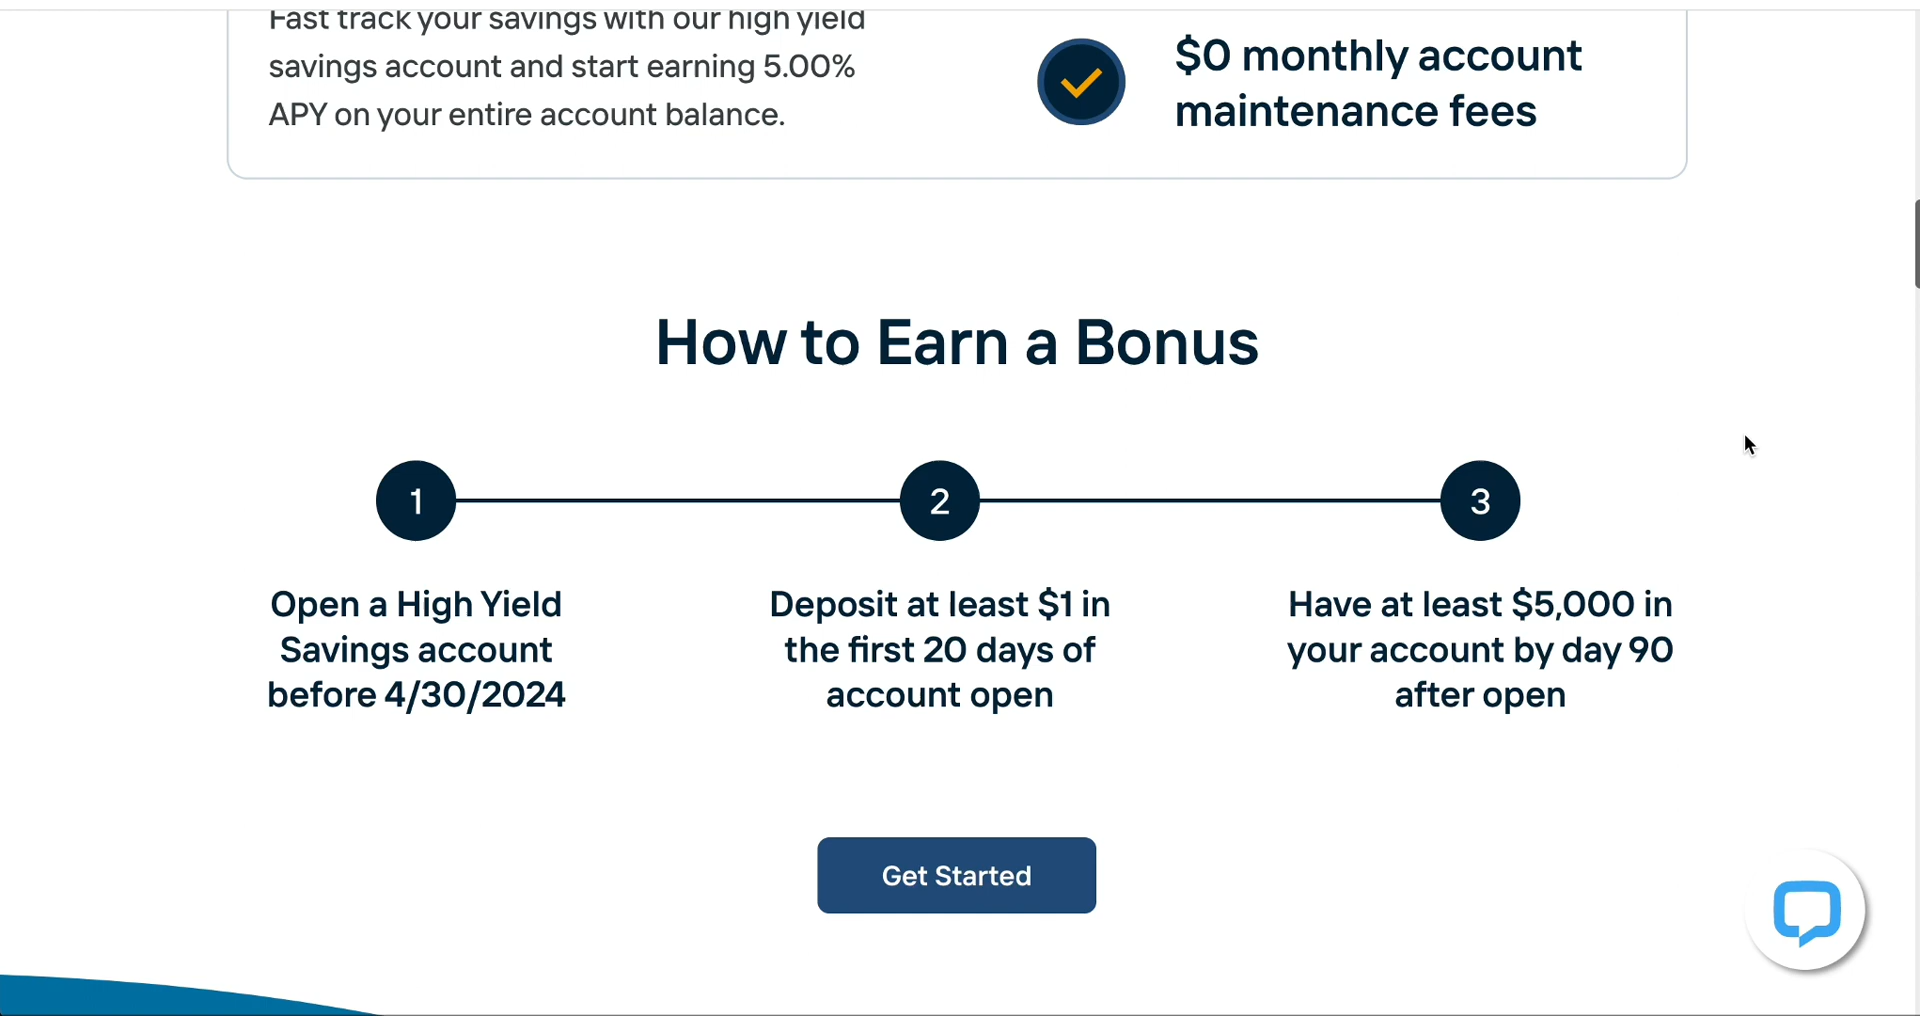 Fast track your savings with our high yield
savings account and start earning 5.00%
APY on your entire account balance.
$0 monthly account
maintenance fees
How to Earn a Bonus
1
2
3
Open a High Yield
Savings account
before 4/30/2024
Deposit at least $1 in
the first 20 days of
account open
Have at least $5,000 in
your account by day 90
after open
Get Started